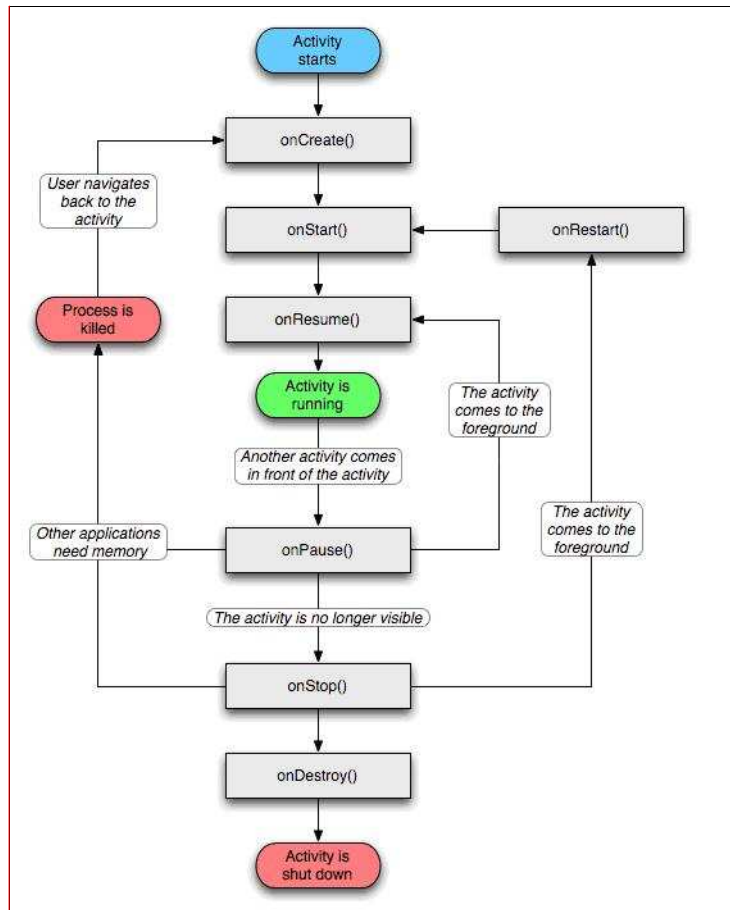 Activity
starts
onCreate()
User navigates
back to the
activity
onStart()
onRestart()
Process is
killed
onResume()
Activity is
running
The activity
comes to the
foreground
Another activity comes
in front of the activity
The activity
comes to the
foreground
Other applications
need memory
onPause()
The activity is no longer visible
onStop()
onDestroy()
Activity is
shut down